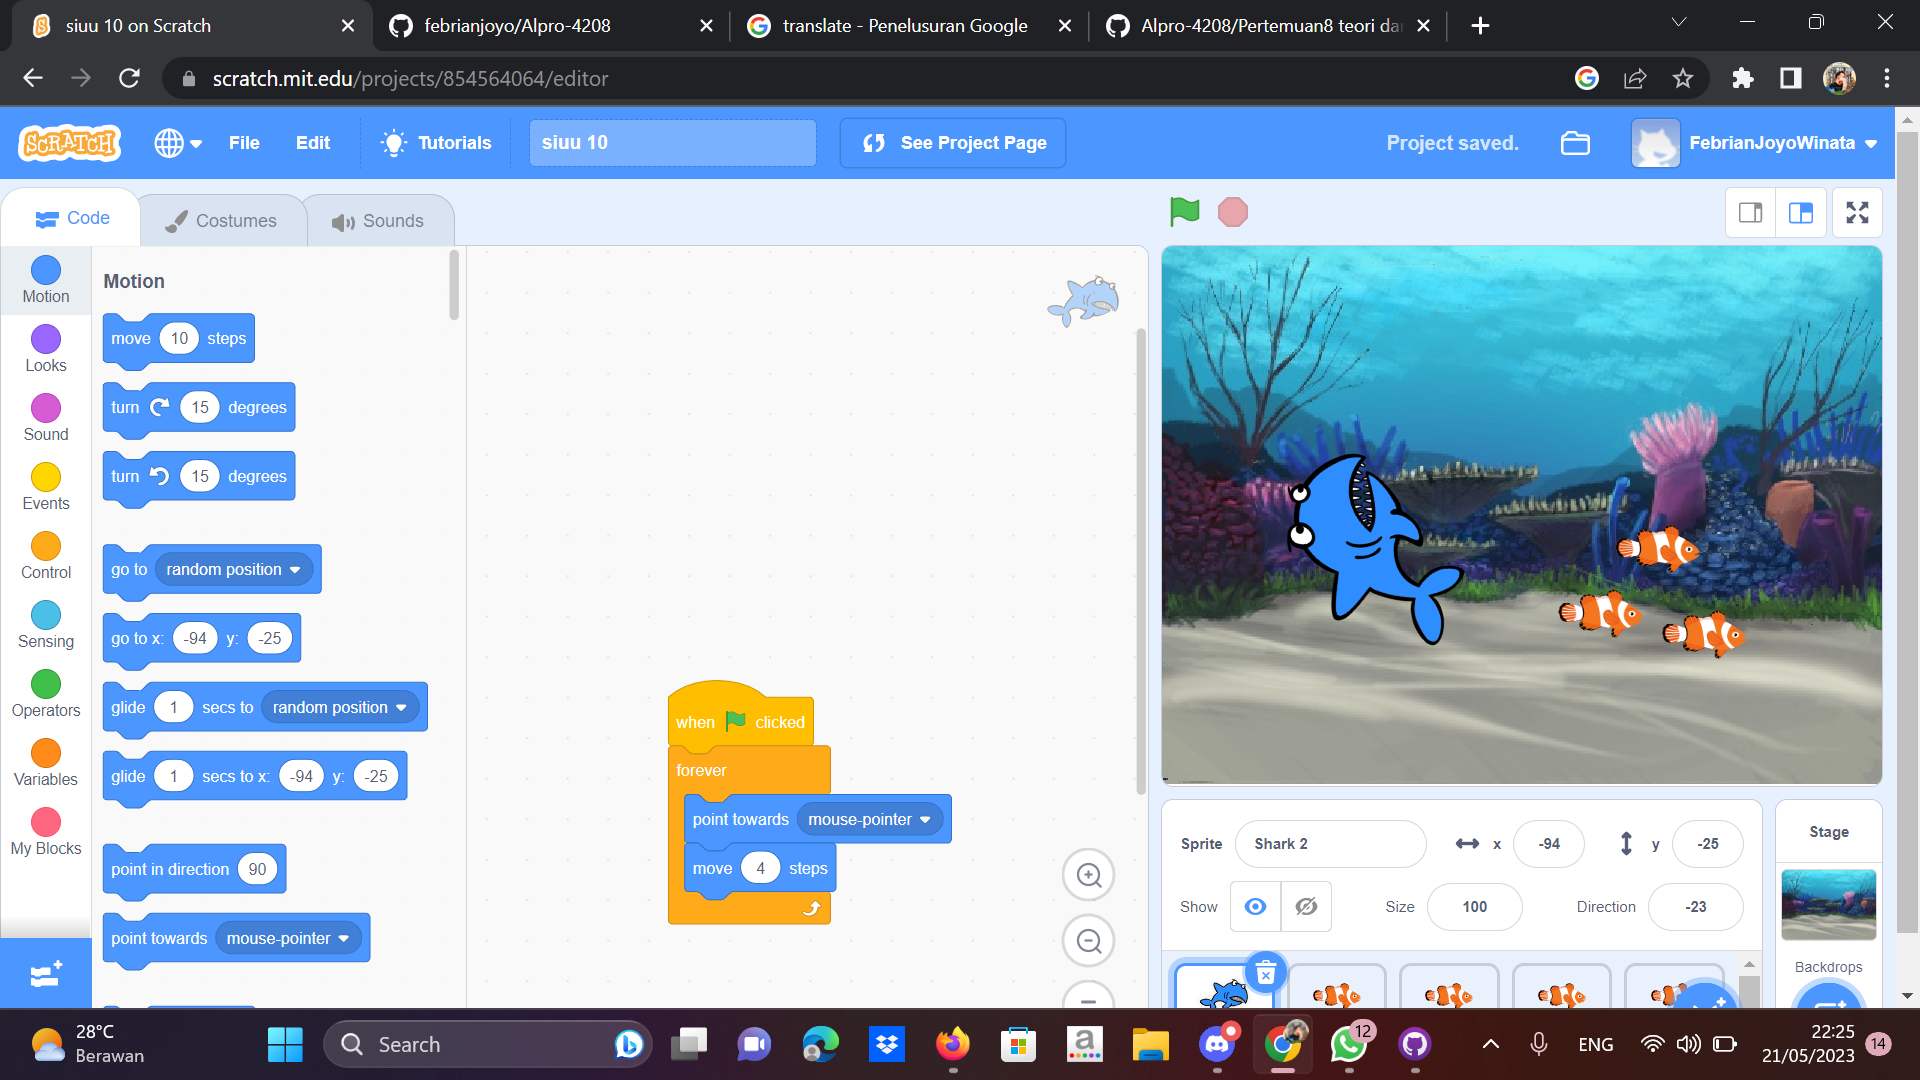 siuu 10 on Scratch
febrianjoyo/Alpro-4208
translate - Penelusuran Google
Alpro-4208/Pertemuan8 teori dar
scratch.mit.edu/projects/854564064/editor
SCRATCH
File
Edit
Tutorials
siuu 10
See Project Page
Project saved.
FebrianJoyoWinata
Code
Costumes
Sounds
Motion
Looks
Sound
Events
Control
Sensing
Operators
Variables
My Blocks
Motion
move 10 steps
turn 15 degrees
turn 15 degrees
go to random position
go to x: -94 y: -25
glide 1 secs to random position
glide 1 secs to x: -94 y: -25
point in direction 90
point towards mouse-pointer
when clicked
forever
point towards mouse-pointer
move 4 steps
Sprite Shark 2 x -94 y -25
Show Size 100 Direction -23
Stage
Backdrops
28°C
Berawan
Search
a
12
ENG
22:25
21/05/2023
14